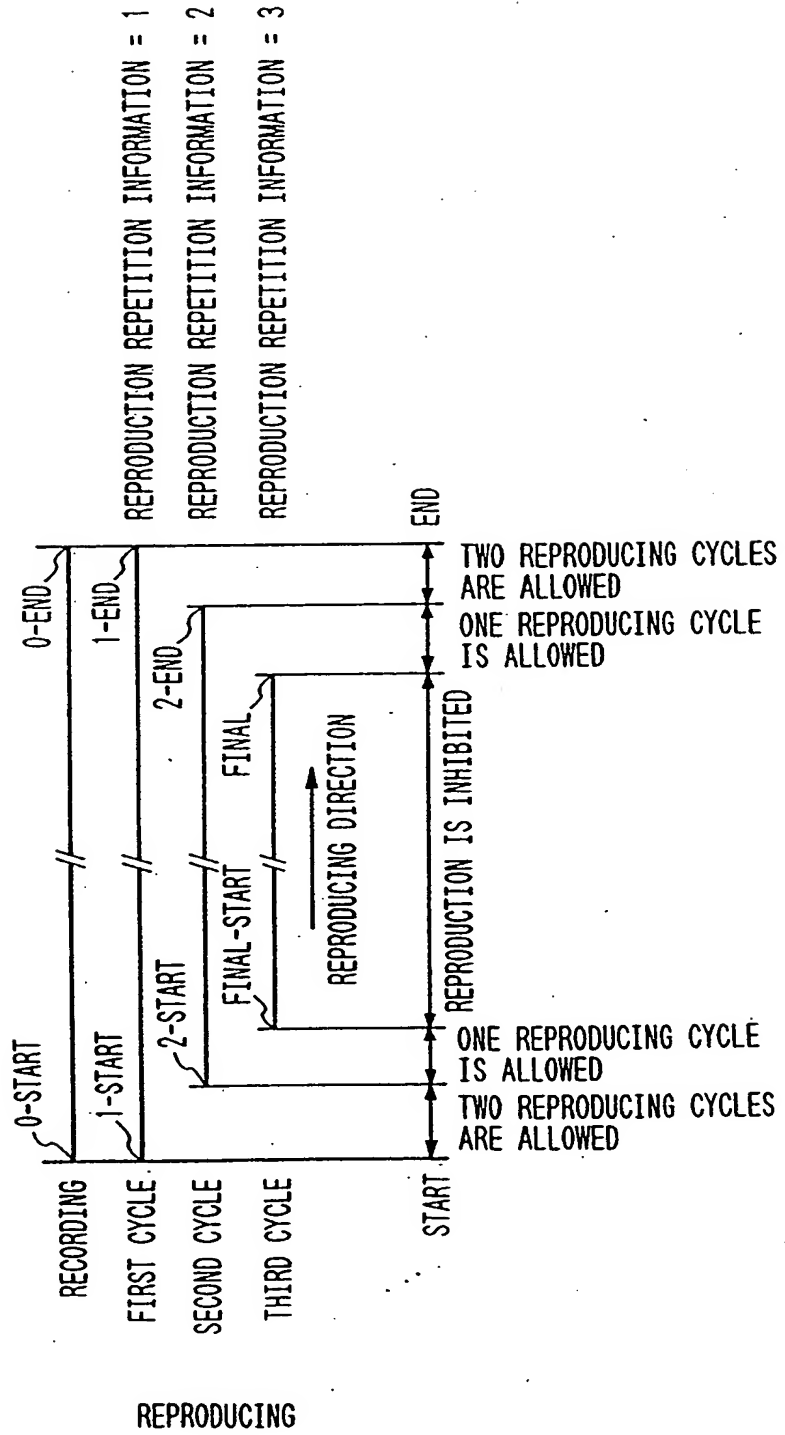 RECORDING
0-START
0-END
FIRST CYCLE
1-START
1-END
REPRODUCTION REPETITION INFORMATION = 1
SECOND CYCLE
2-START
2-END
REPRODUCTION REPETITION INFORMATION = 2
THIRD CYCLE
FINAL-START
FINAL
REPRODUCTION REPETITION INFORMATION = 3
REPRODUCING DIRECTION
START
REPRODUCTION IS INHIBITED
END
TWO REPRODUCING CYCLES
ARE ALLOWED
ONE REPRODUCING CYCLE
IS ALLOWED
ONE REPRODUCING CYCLE
IS ALLOWED
TWO REPRODUCING CYCLES
ARE ALLOWED
REPRODUCING